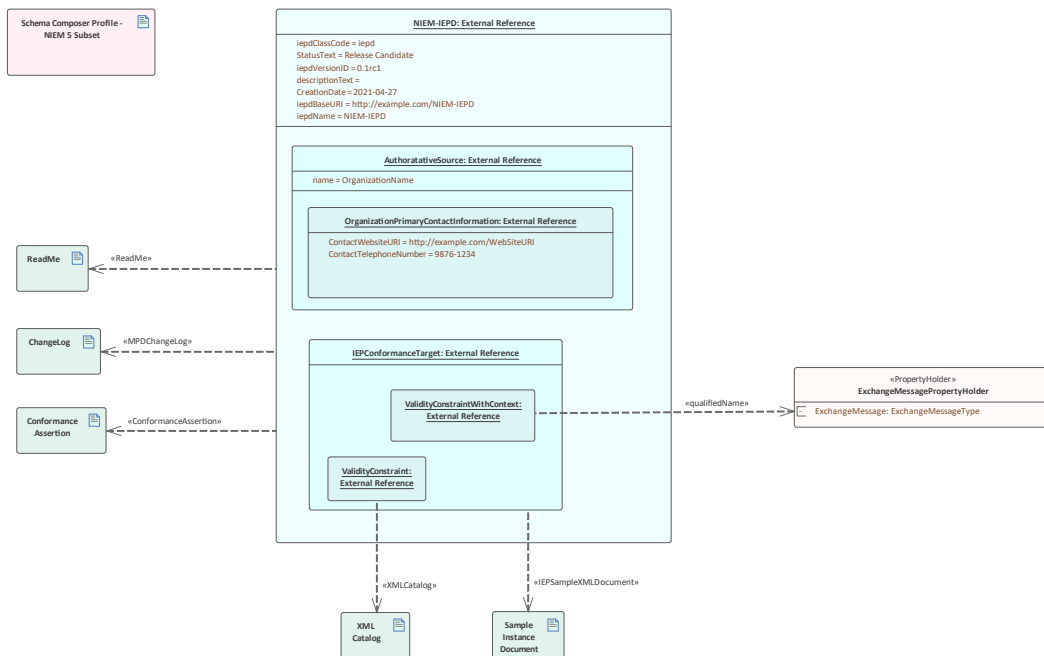 Schema Composer Profile -
NIEM 5 Subset
NIEM-IEPD: External Reference
iepdClassCode = iepd
StatusText = Release Candidate
iepdVersionID = 0.1rc1
descriptionText =
CreationDate = 2021-04-27
iepdBaseURI = http://example.com/NIEM-IEPD
iepdName = NIEM-IEPD
AuthoratativeSource: External Reference
name = OrganizationName
OrganizationPrimaryContactInformation: External Reference
ContactWebsiteURI = http://example.com/WebSiteURI
ContactTelephoneNumber = 9876-1234
ReadMe
«ReadMe»
ChangeLog
«MPDChangeLog»
Conformance
Assertion
«ConformanceAssertion»
IEPConformanceTarget: External Reference
ValidityConstraintWithContext:
External Reference
ValidityConstraint:
External Reference
«qualifiedName»
«PropertyHolder»
ExchangeMessagePropertyHolder
ExchangeMessage: ExchangeMessageType
«XMLCatalog»
«IEPSampleXMLDocument»
XML
Catalog
Sample
Instance
Document